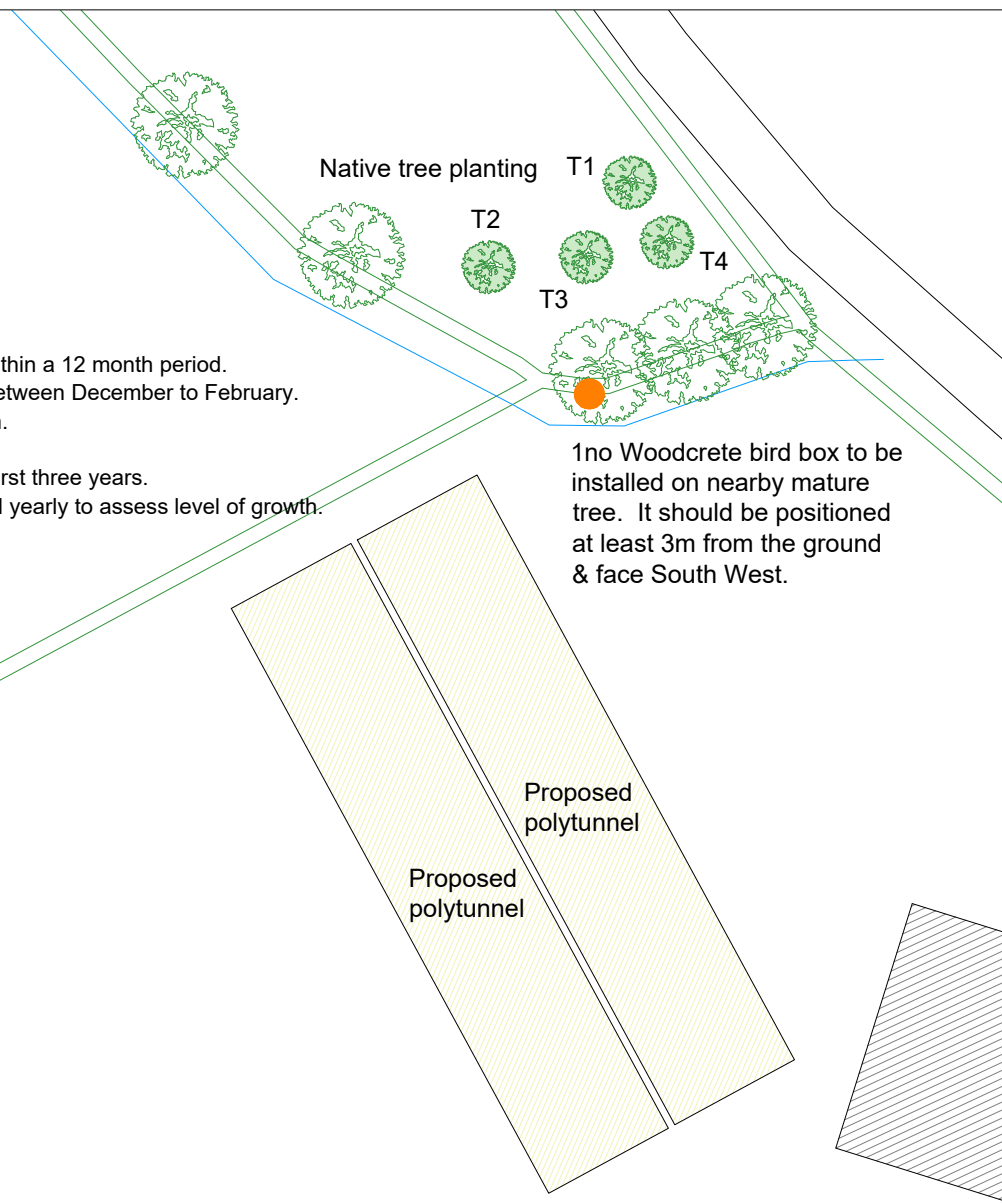 Native tree planting
T1
T2
T3
T4
thin a 12 month period.
etween December to February.
.
rst three years.
yearly to assess level of growth.
1no Woodcrete bird box to be
installed on nearby mature
tree. It should be positioned
at least 3m from the ground
& face South West.
Proposed
polytunnel
Proposed
polytunnel